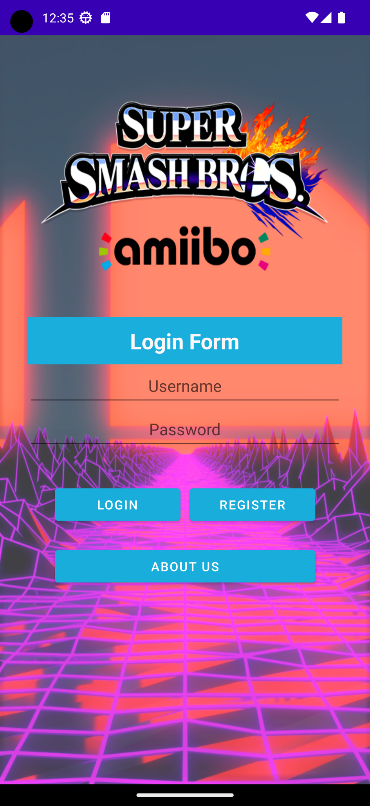 12:35
SUPER
SMASH BROS.
amiibo
Login Form
Username
Password
LOGIN REGISTER
ABOUT US